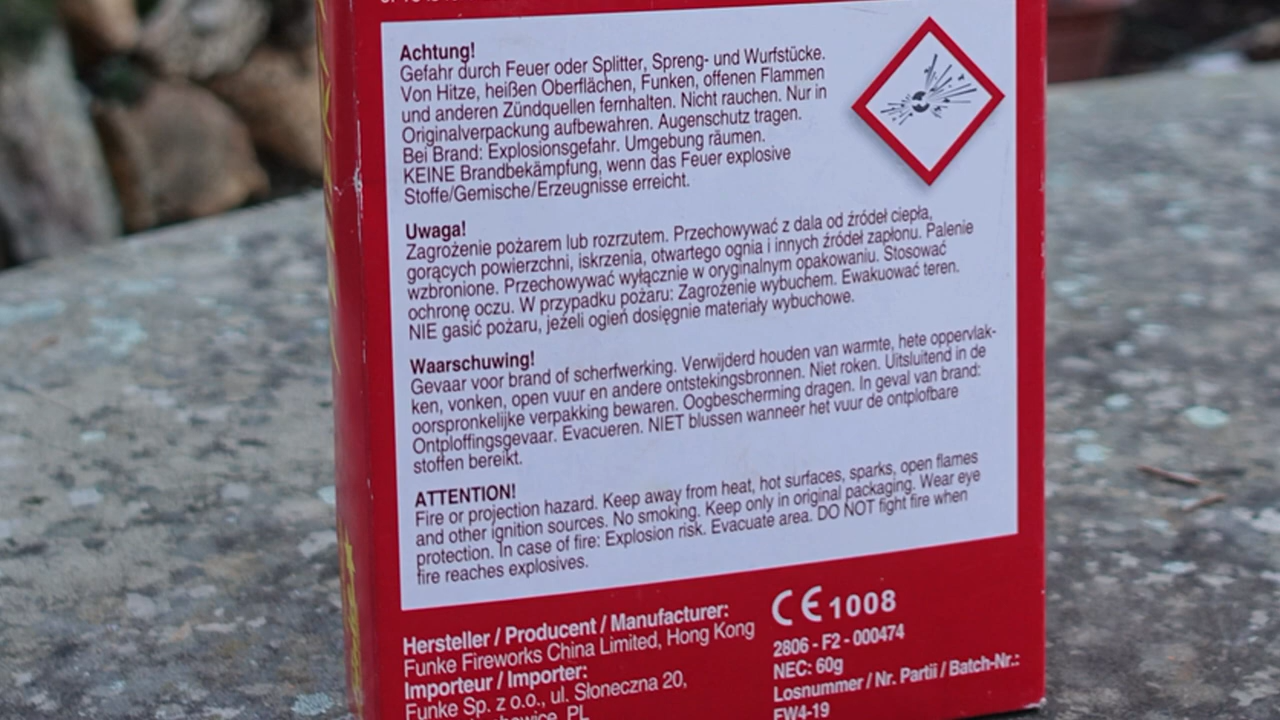 Achtung!
Gefahr durch Feuer oder Splitter, Spreng- und Wurfstücke.
Von Hitze, heißen Oberflächen, Funken, offenen Flammen
und anderen Zündquellen fernhalten. Nicht rauchen. Nur in
Originalverpackung aufbewahren. Augenschutz tragen.
Bei Brand: Explosionsgefahr. Umgebung räumen.
KEINE Brandbekämpfung, wenn das Feuer explosive
Stoffe/Gemische/Erzeugnisse erreicht.
Uwaga!
Zagrożenie pożarem lub rozrzutem. Przechowywać z dala od źródeł ciepła,
gorących powierzchni, iskrzenia, otwartego ognia i innych źródeł zapłonu. Palenie
wzbronione. Przechowywać wyłącznie w oryginalnym opakowaniu. Stosować
ochronę oczu. W przypadku pożaru: Zagrożenie wybuchem. Ewakuować teren.
NIE gasić pożaru, jeżeli ogień dosięgnie materiały wybuchowe.
Waarschuwing!
Gevaar voor brand of scherfwerking. Verwijderd houden van warmte, hete oppervlak-
ken, vonken, open vuur en andere ontstekingsbronnen. Niet roken. Uitsluitend in de
oorspronkelijke verpakking bewaren. Oogbescherming dragen. In geval van brand:
Ontploffingsgevaar. Evacueren. NIET blussen wanneer het vuur de ontplofbare
stoffen bereikt.
ATTENTION!
Fire or projection hazard. Keep away from heat, hot surfaces, sparks, open flames
and other ignition sources. No smoking. Keep only in original packaging. Wear eye
protection. In case of fire: Explosion risk. Evacuate area. DO NOT fight fire when
fire reaches explosives.
Hersteller / Producent / Manufacturer:
Funke Fireworks China Limited, Hong Kong
Importeur / Importer:
Funke Sp. z o.o., ul. Słoneczna 20,
PL
CE 1008
2806 - F2 - 000474
NEC: 60g
Losnummer / Nr. Partii / Batch-Nr.:
FW4-19